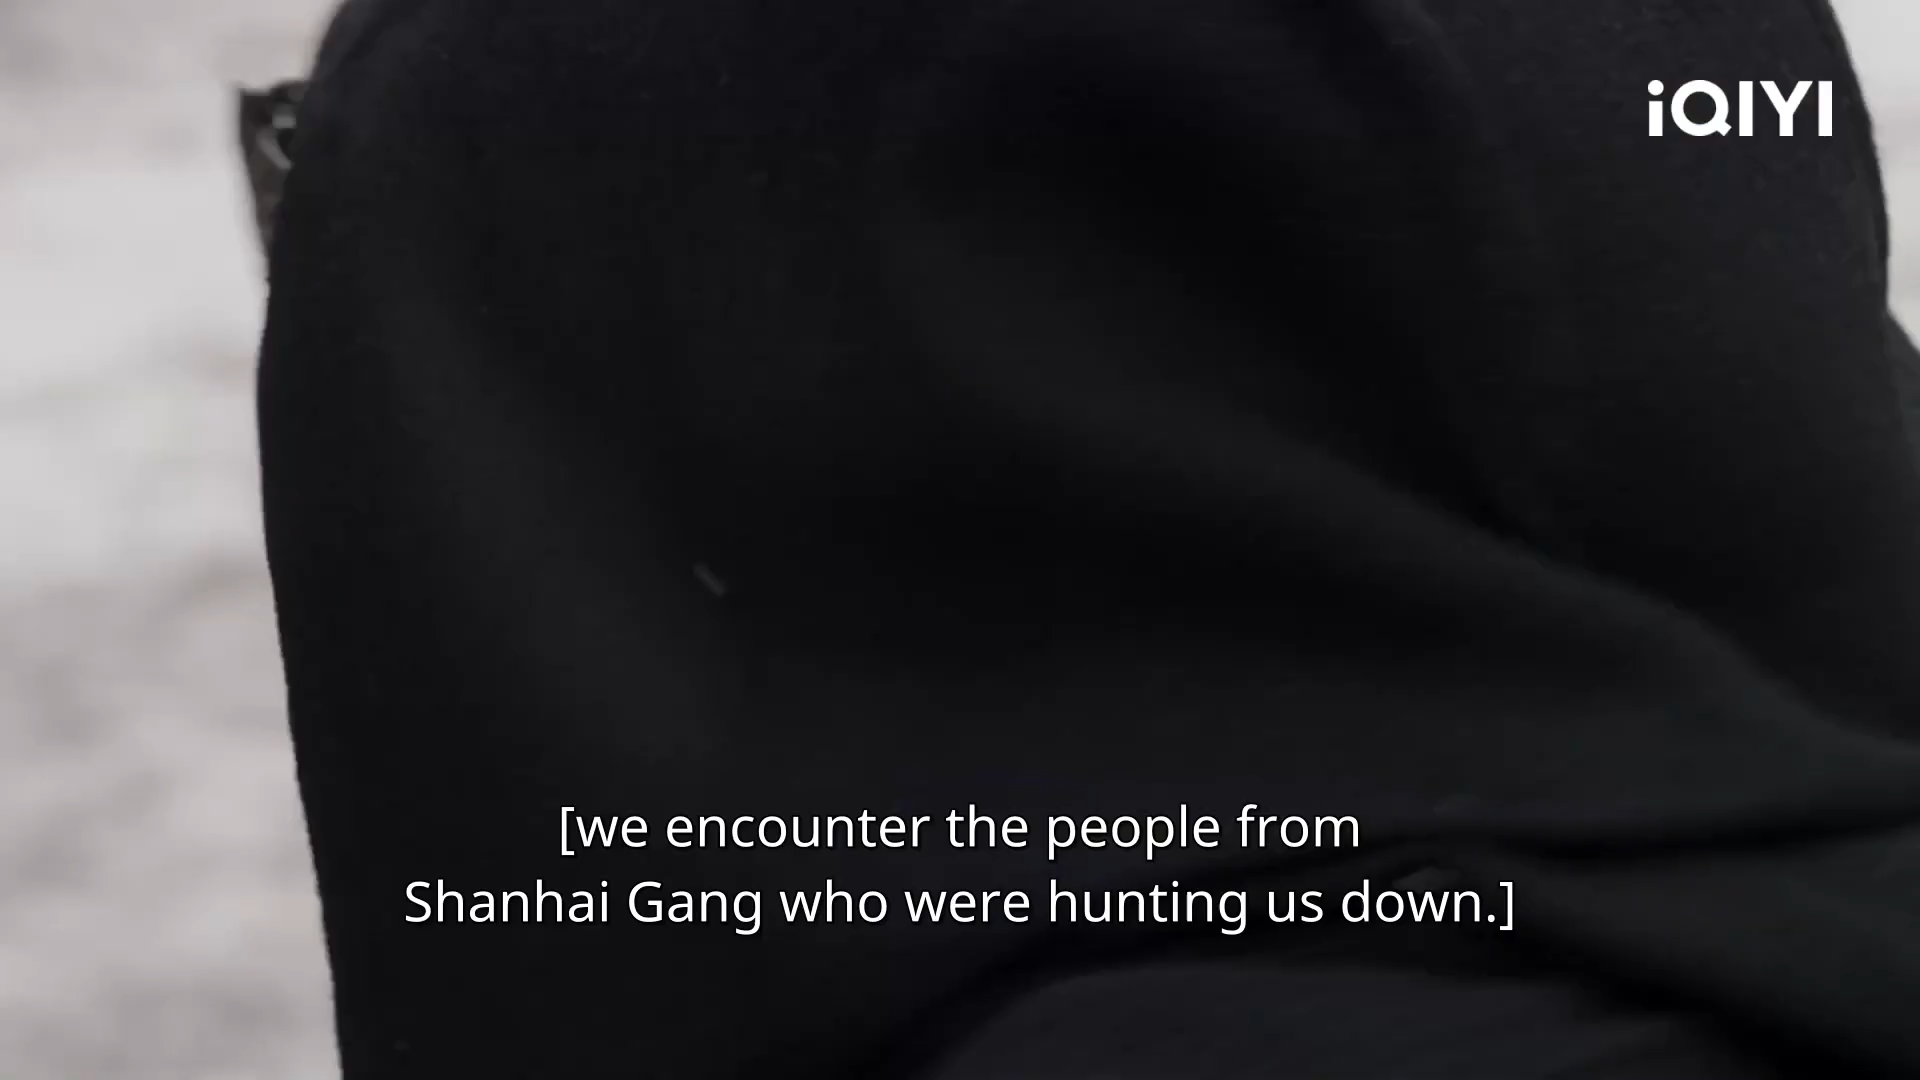 iQIYI
[we encounter the people from
Shanhai Gang who were hunting us down.]